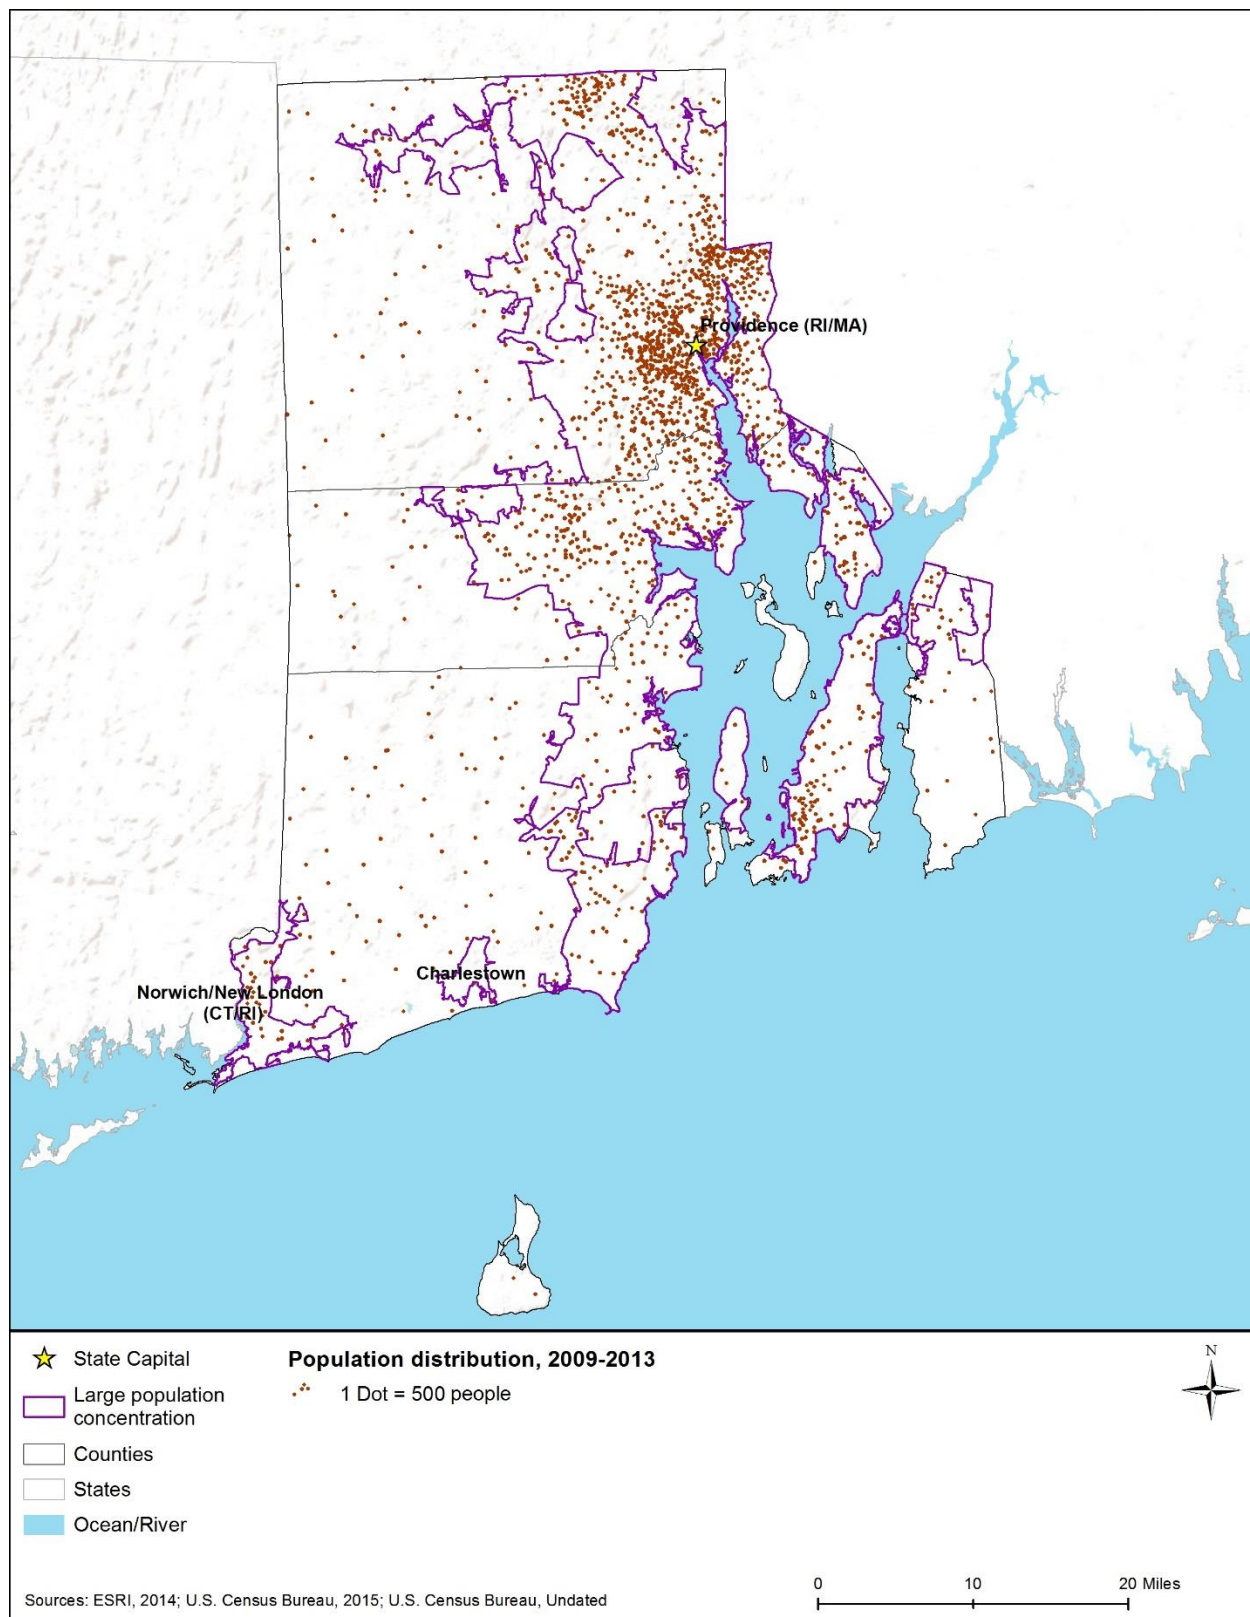 Providence (RI/MA)
Charlestown
Norwich/New London
(CT/RI)
State Capital
Large population
concentration
Counties
States
Ocean/River
Population distribution, 2009-2013
1 Dot = 500 people
N
0 10 20 Miles
Sources: ESRI, 2014; U.S. Census Bureau, 2015; U.S. Census Bureau, Undated